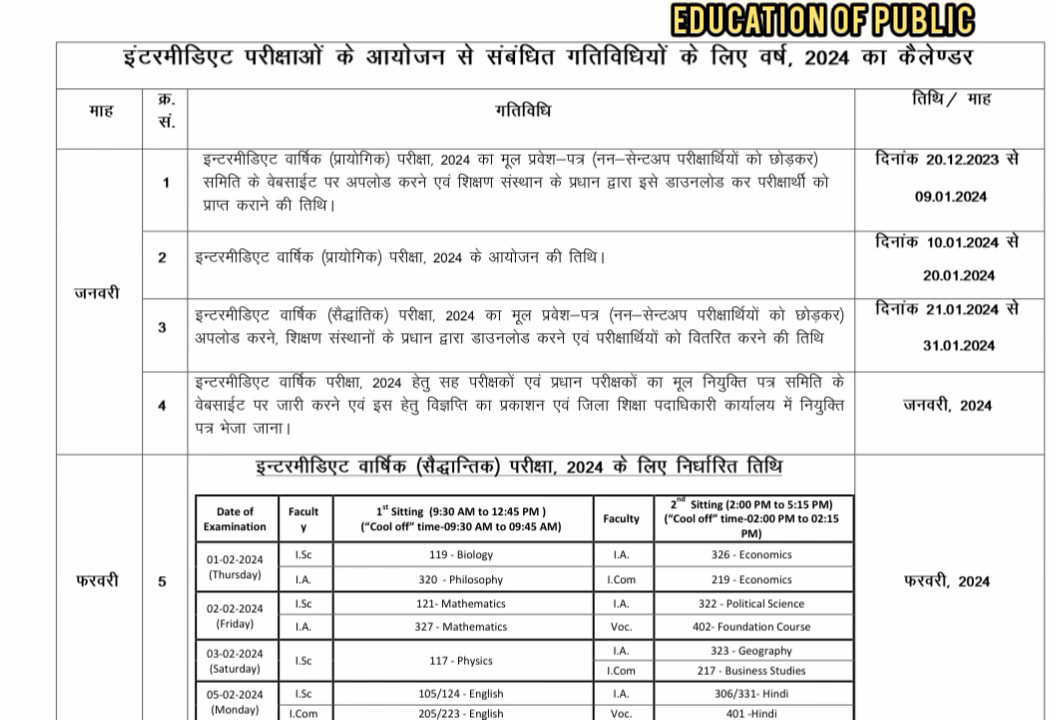 EDUCATION OF PUBLIC
इंटरमीडिएट परीक्षाओं के आयोजन से संबंधित गतिविधियों के लिए वर्ष, 2024 का कैलेण्डर
माह
क्र.
सं.
गतिविधि
तिथि / माह
जनवरी
1
इन्टरमीडिएट वार्षिक (प्रायोगिक) परीक्षा, 2024 का मूल प्रवेश–पत्र (नन–सेन्टअप परीक्षार्थियों को छोड़कर)
समिति के वेबसाईट पर अपलोड करने एवं शिक्षण संस्थान के प्रधान द्वारा इसे डाउनलोड कर परीक्षार्थी को
प्राप्त कराने की तिथि।
दिनांक 20.12.2023 से
09.01.2024
2
इन्टरमीडिएट वार्षिक (प्रायोगिक) परीक्षा, 2024 के आयोजन की तिथि।
दिनांक 10.01.2024 से
20.01.2024
3
इन्टरमीडिएट वार्षिक (सैद्धांतिक) परीक्षा, 2024 का मूल प्रवेश–पत्र (नन–सेन्टअप परीक्षार्थियों को छोड़कर)
अपलोड करने, शिक्षण संस्थानों के प्रधान द्वारा डाउनलोड करने एवं परीक्षार्थियों को वितरित करने की तिथि
दिनांक 21.01.2024 से
31.01.2024
4
इन्टरमीडिएट वार्षिक परीक्षा, 2024 हेतु सह परीक्षकों एवं प्रधान परीक्षकों का मूल नियुक्ति पत्र समिति के
वेबसाईट पर जारी करने एवं इस हेतु विज्ञप्ति का प्रकाशन एवं जिला शिक्षा पदाधिकारी कार्यालय में नियुक्ति
पत्र भेजा जाना।
जनवरी, 2024
फरवरी
5
इन्टरमीडिएट वार्षिक (सैद्धान्तिक) परीक्षा, 2024 के लिए निर्धारित तिथि
Date of
Examination
Facult
y
1st Sitting (9:30 AM to 12:45 PM )
("Cool off" time-09:30 AM to 09:45 AM)
Faculty
2nd Sitting (2:00 PM to 5:15 PM)
("Cool off" time-02:00 PM to 02:15
PM)
01-02-2024
(Thursday)
I.Sc
119 - Biology
I.A.
326 - Economics
I.A.
320 - Philosophy
I.Com
219 - Economics
02-02-2024
(Friday)
I.Sc
121- Mathematics
I.A.
322 - Political Science
I.A.
327 - Mathematics
Voc.
402- Foundation Course
03-02-2024
(Saturday)
I.Sc
117 - Physics
I.A.
323 - Geography
I.Com
217 - Business Studies
05-02-2024
(Monday)
I.Sc
105/124 - English
I.A.
306/331- Hindi
I.Com
205/223 - English
Voc.
401 -Hindi
फरवरी, 2024